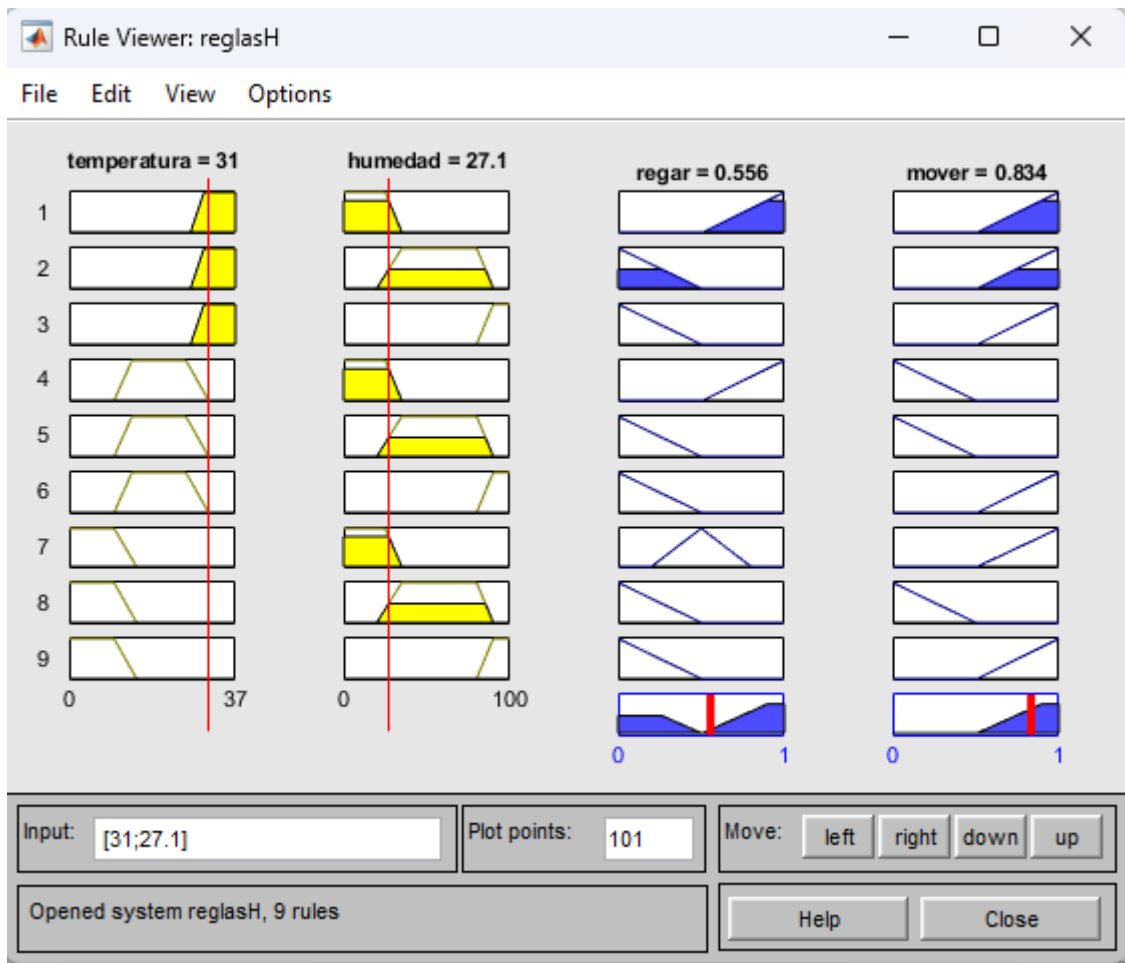 Rule Viewer: reglasH
File Edit View Options
temperatura = 31 humedad = 27.1 regar = 0.556 mover = 0.834
1
2
3
4
5
6
7
8
9
0 37 0 100
0 1 0 1
Input: [31;27.1] Plot points: 101 Move: left right down up
Opened system reglasH, 9 rules Help Close